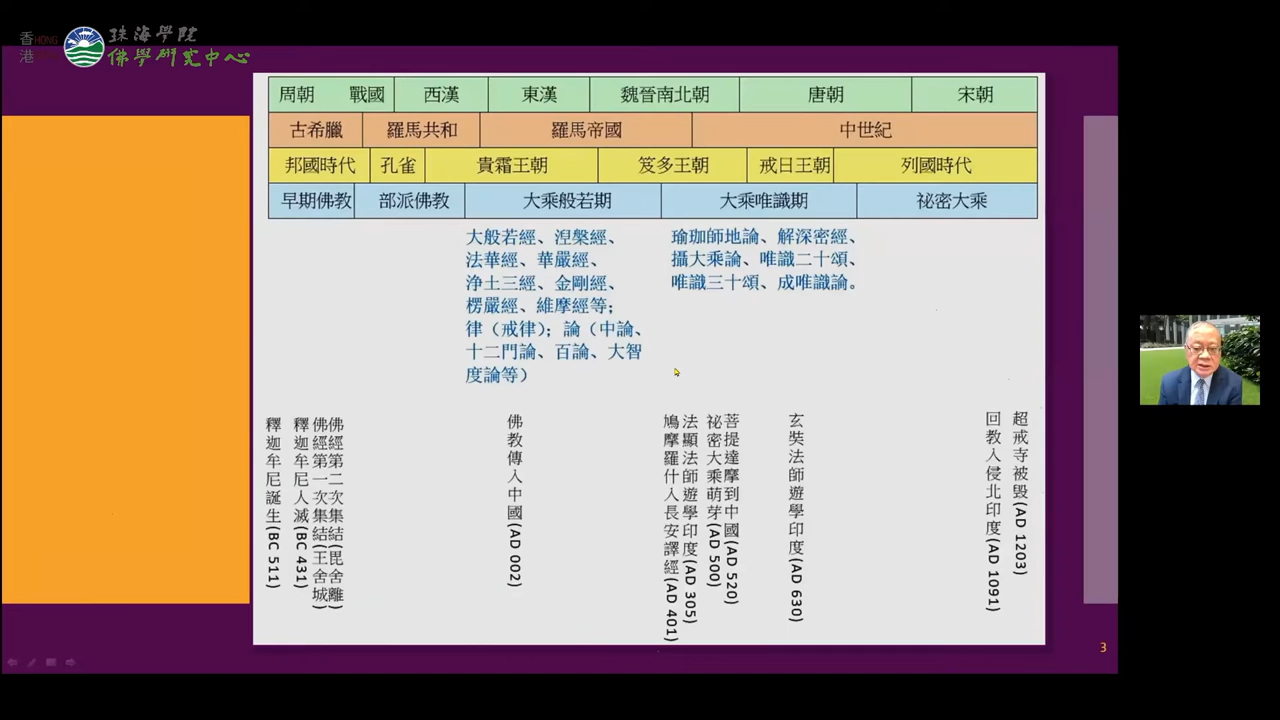 香 HONG
港
珠海學院
佛學研究中心
周朝 戰國 西漢 東漢 魏晉南北朝 唐朝 宋朝
古希臘 羅馬共和 羅馬帝國 中世紀
邦國時代 孔雀 貴霜王朝 笈多王朝 戒日王朝 列國時代
早期佛教 部派佛教 大乘般若期 大乘唯識期 祕密大乘
大般若經、涅槃經、
法華經、華嚴經、
浄土三經、金剛經、
楞嚴經、維摩經等；
律（戒律）；論（中論、
十二門論、百論、大智
度論等）
瑜珈師地論、解深密經、
攝大乘論、唯識二十頌、
唯識三十頌、成唯識論。
釋迦牟尼誕生(BC 511)
釋迦牟尼人滅(BC 431)
佛經第一次集結(王舍城)
佛經第二次集結(毘舍離)
佛教傳入中國(AD 002)
鳩摩羅什入長安譯經(AD 401)
法顯法師遊學印度(AD 305)
祕密大乘萌芽(AD 500)
菩提達摩到中國(AD 520)
玄奘法師遊學印度(AD 630)
回教入侵北印度(AD 1091)
超戒寺被毀(AD 1203)
3